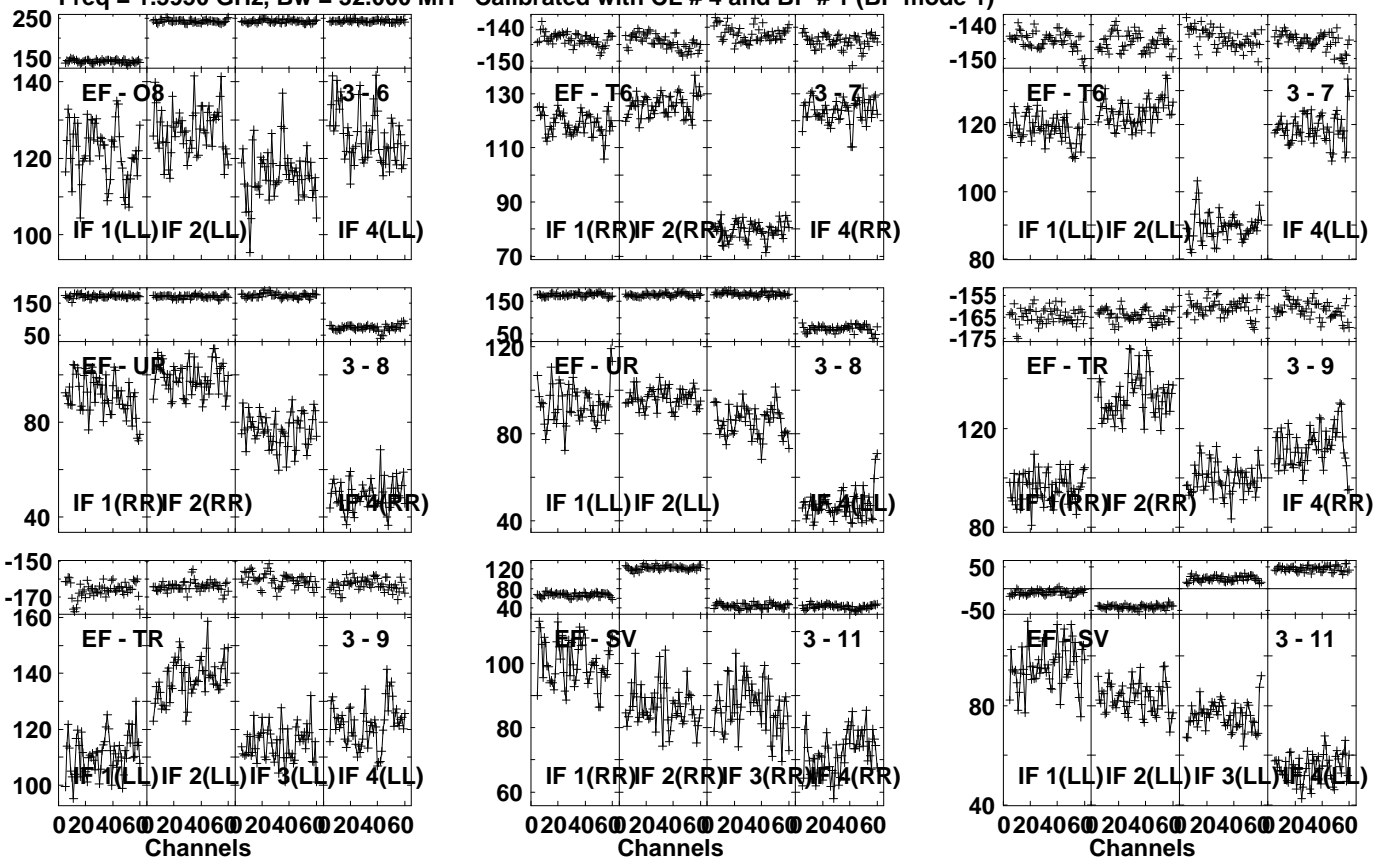 Freq = 1.5950 GHz, Bw = 32.000 MH Calibrated with CL # 4 and BP # 1 (BP mode 1)
250
150
140
120
100
EF - O8
3 - 6
IF 1(LL)
IF 2(LL)
IF 4(LL)
-140
-150
130
110
90
70
EF - T6
3 - 7
IF 1(RR)
IF 2(RR)
IF 4(RR)
-140
-150
120
100
80
EF - T6
3 - 7
IF 1(LL)
IF 2(LL)
IF 4(LL)
150
50
80
40
EF - UR
3 - 8
IF 1(RR)
IF 2(RR)
IF 4(RR)
150
50
120
80
40
EF - UR
3 - 8
IF 1(LL)
IF 2(LL)
IF 4(LL)
-155
-165
-175
120
80
EF - TR
3 - 9
IF 1(RR)
IF 2(RR)
IF 4(RR)
-150
-170
160
140
120
100
EF - TR
3 - 9
IF 1(LL)
IF 2(LL)
IF 3(LL)
IF 4(LL)
0 20 40 60 0 20 40 60 0 20 40 60 0 20 40 60
Channels
120
80
40
100
80
60
EF - SV
3 - 11
IF 1(RR)
IF 2(RR)
IF 3(RR)
IF 4(RR)
0 20 40 60 0 20 40 60 0 20 40 60 0 20 40 60
Channels
50
-50
80
40
EF - SV
3 - 11
IF 1(LL)
IF 2(LL)
IF 3(LL)
IF 4(LL)
0 20 40 60 0 20 40 60 0 20 40 60 0 20 40 60
Channels